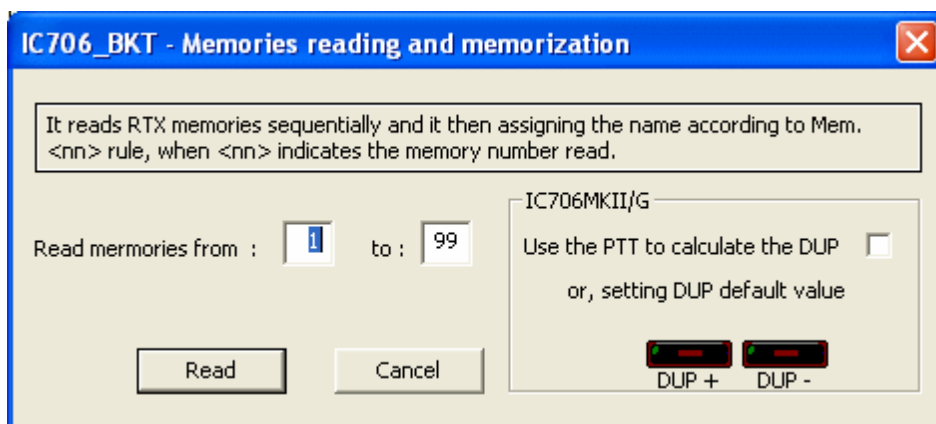 IC706_BKT - Memories reading and memorization
It reads RTX memories sequentially and it then assigning the name according to Mem.
<nn> rule, when <nn> indicates the memory number read.
IC706MKII/G
Read mermories from : 1 to : 99
Use the PTT to calculate the DUP
or, setting DUP default value
Read Cancel
DUP + DUP -